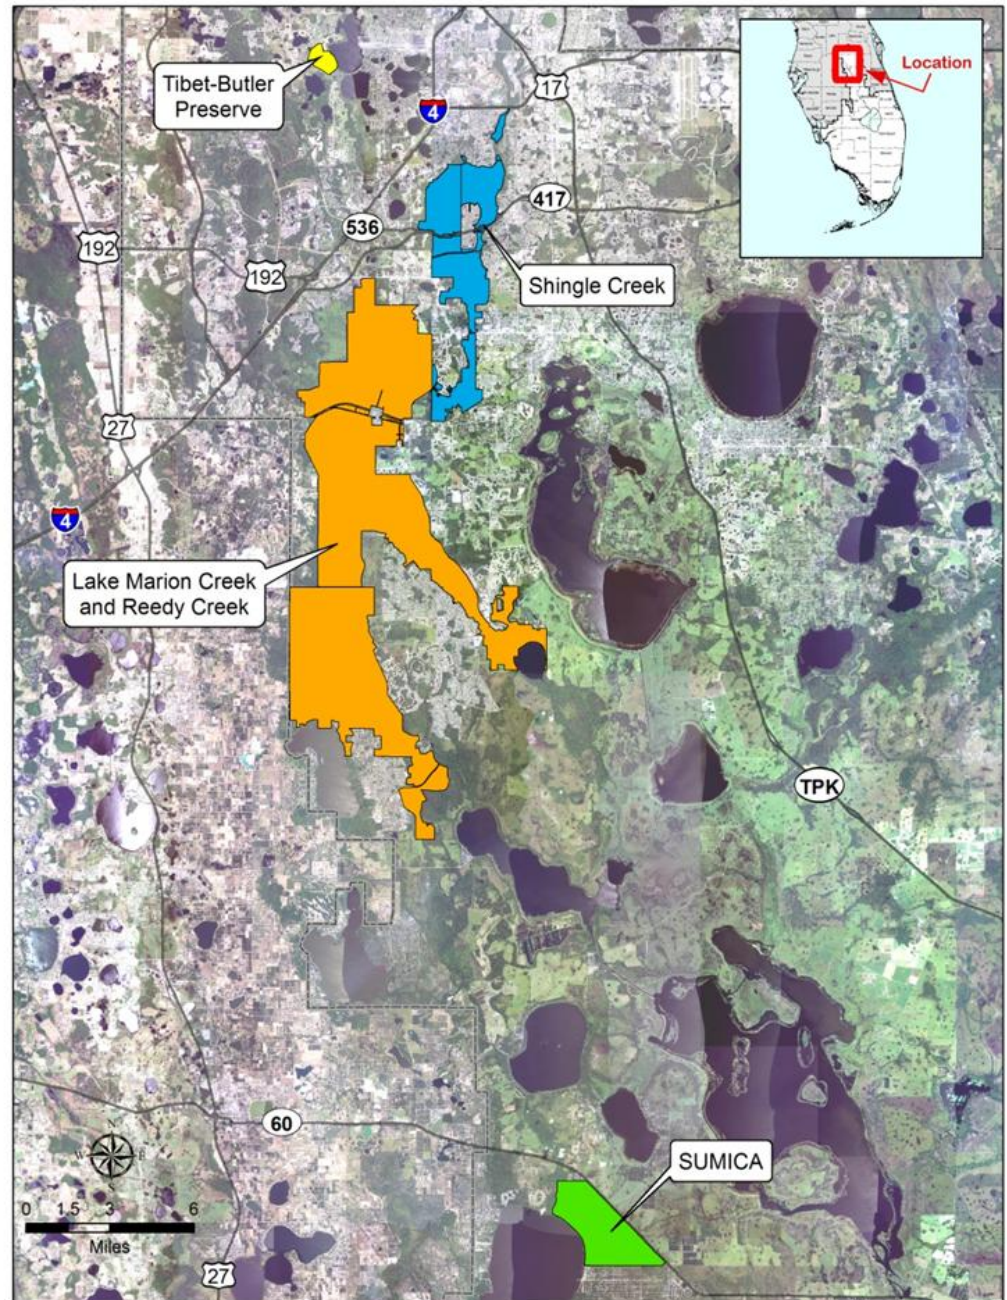 Tibet-Butler
Preserve
4
17
Location
417
536
192
192
Shingle Creek
27
4
Lake Marion Creek
and Reedy Creek
TPK
60
SUMICA
N
W
E
S
0 1.5 3 6
Miles
27